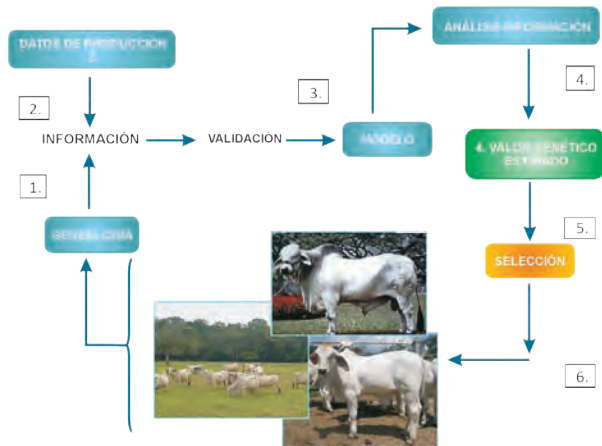 DATOS DE PRODUCCIÓN
ANÁLISIS INFORMACIÓN
2.
3.
4.
INFORMACIÓN
VALIDACIÓN
MODELO
4. VALOR GENÉTICO
ESTIMADO
1.
GENEALOGÍA
5.
SELECCIÓN
6.